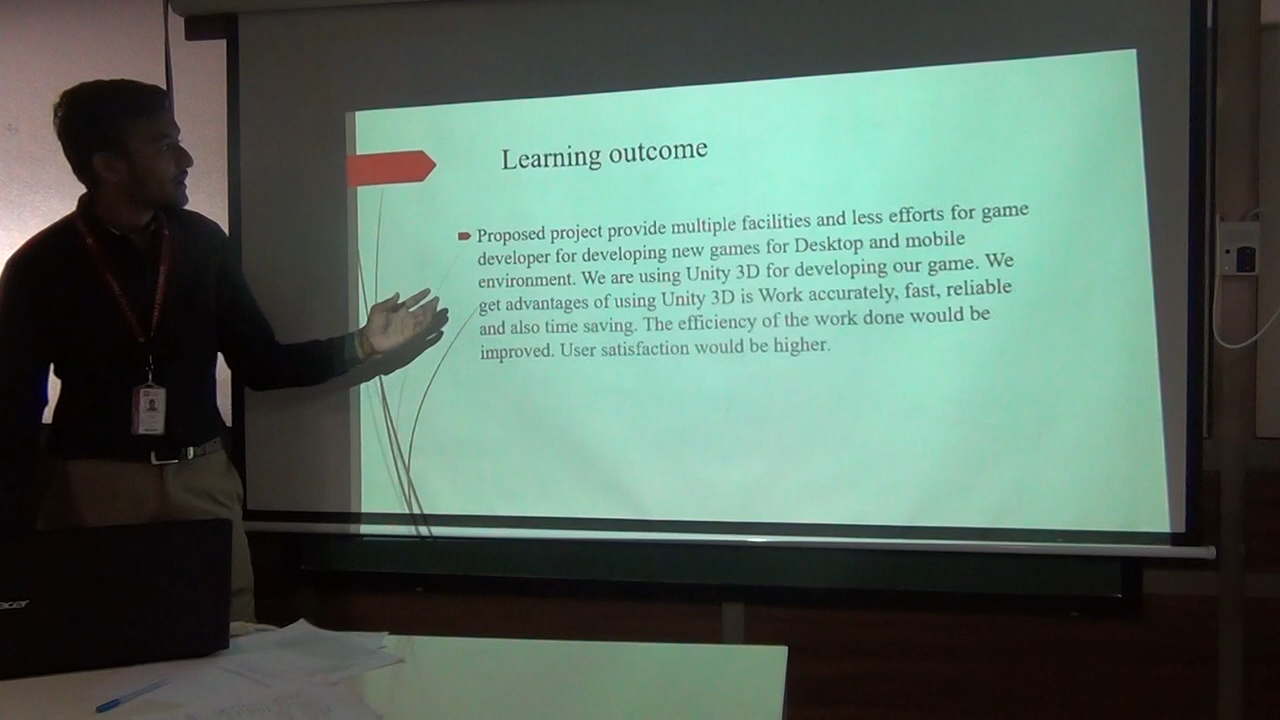 Learning outcome
Proposed project provide multiple facilities and less efforts for game
developer for developing new games for Desktop and mobile
environment. We are using Unity 3D for developing our game. We
get advantages of using Unity 3D is Work accurately, fast, reliable
and also time saving. The efficiency of the work done would be
improved. User satisfaction would be higher.
acer